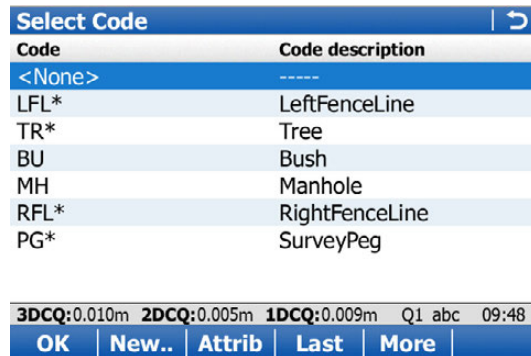 Select Code
Code Code description
<None> -----
LFL* LeftFenceLine
TR* Tree
BU Bush
MH Manhole
RFL* RightFenceLine
PG* SurveyPeg
3DCQ:0.010m 2DCQ:0.005m 1DCQ:0.009m Q1 abc 09:48
OK New.. Attrib Last More